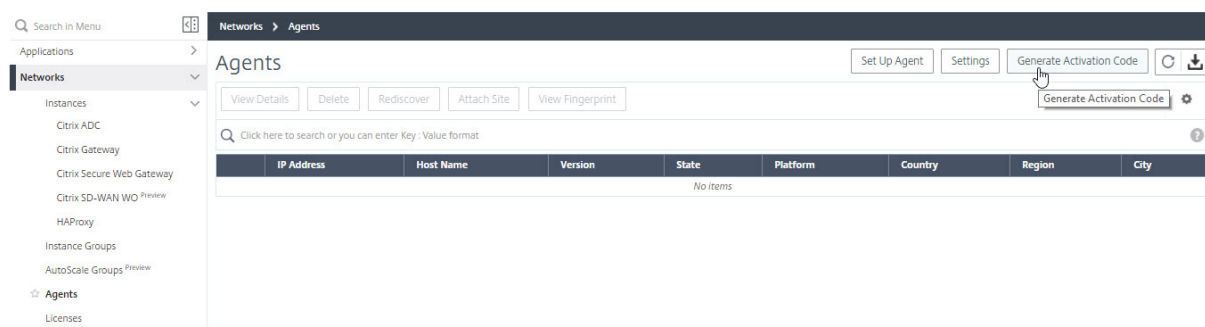 Search in Menu
Networks > Agents
Applications
Networks
Instances
Citrix ADC
Citrix Gateway
Citrix Secure Web Gateway
Citrix SD-WAN WO Preview
HAProxy
Instance Groups
AutoScale Groups Preview
Agents
Licenses
Agents
Set Up Agent Settings Generate Activation Code
Generate Activation Code
View Details Delete Rediscover Attach Site View Fingerprint
Click here to search or you can enter Key : Value format
IP Address Host Name Version State Platform Country Region City
No items